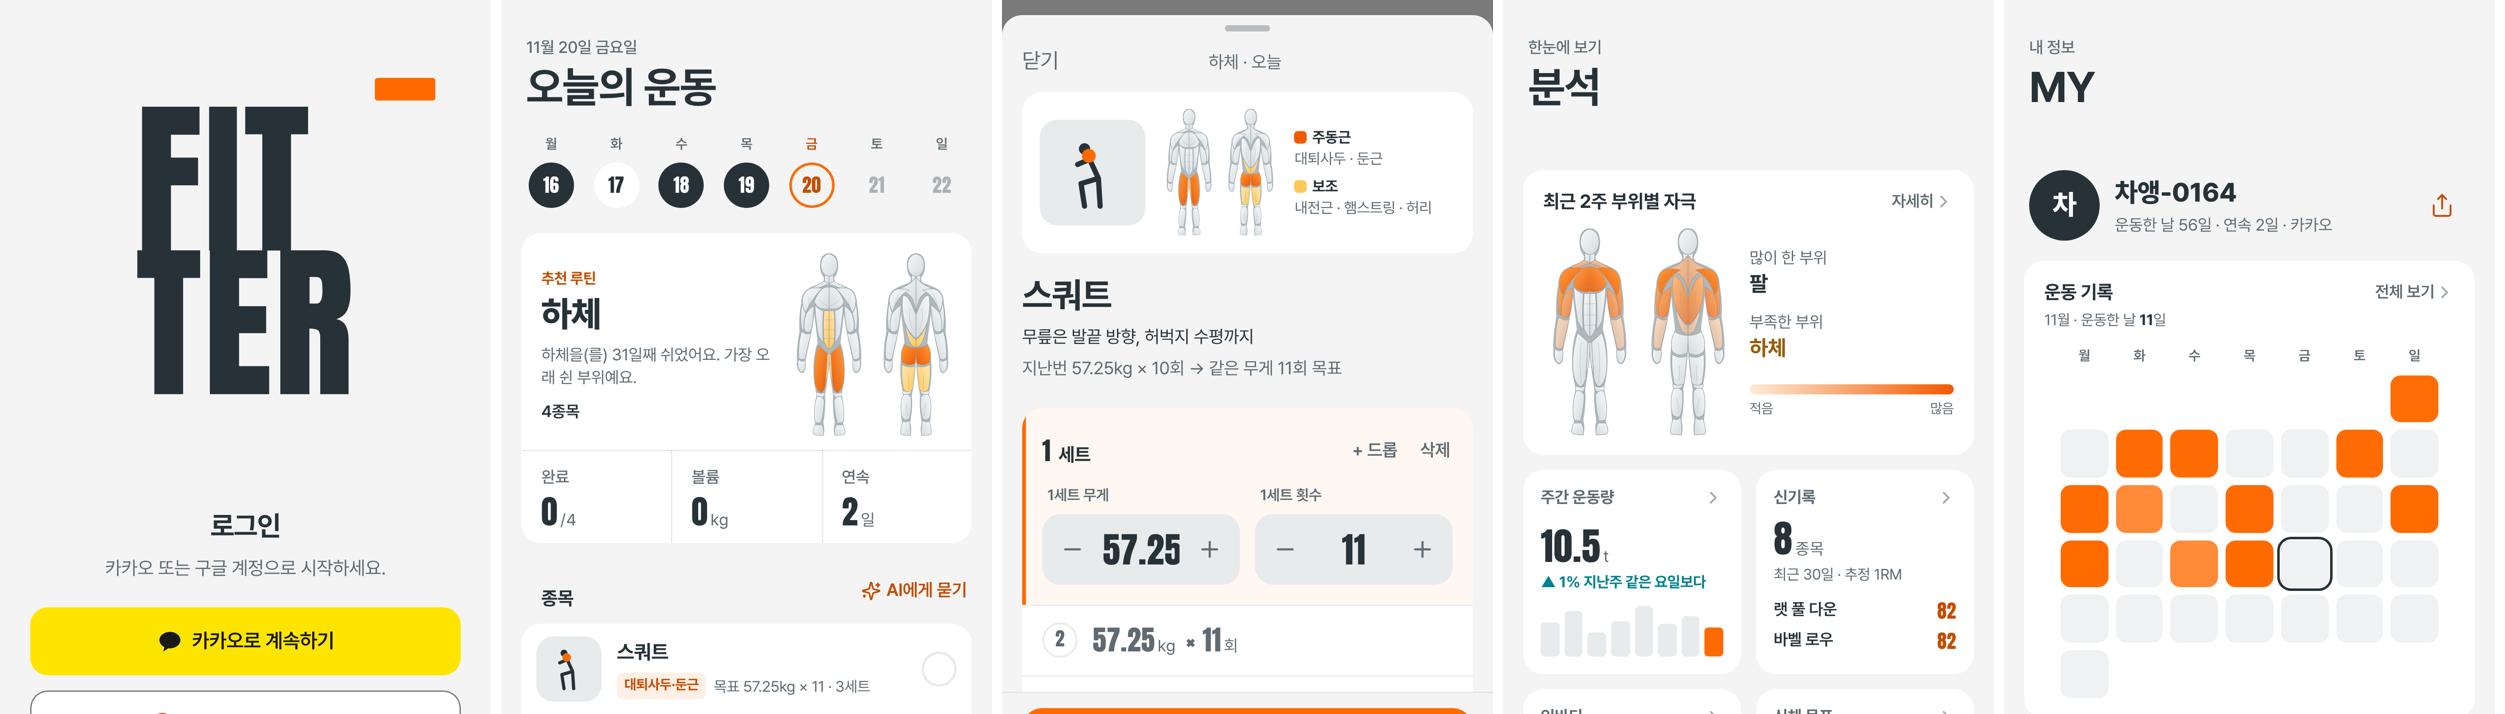 FIT
TER
로그인
카카오 또는 구글 계정으로 시작하세요.
카카오로 계속하기
11월 20일 금요일
오늘의 운동
월 화 수 목 금 토 일
16 17 18 19 20 21 22
추천 루틴
하체
하체을(를) 31일째 쉬었어요. 가장 오
래 쉰 부위예요.
4종목
완료 볼륨 연속
0/4 0kg 2일
종목
AI에게 묻기
스쿼트
대퇴사두·둔근 목표 57.25kg × 11 · 3세트
닫기
하체 · 오늘
주동근
대퇴사두 · 둔근
보조
내전근 · 햄스트링 · 허리
스쿼트
무릎은 발끝 방향, 허벅지 수평까지
지난번 57.25kg × 10회 → 같은 무게 11회 목표
1 세트 + 드롭 삭제
1세트 무게 1세트 횟수
− 57.25 + − 11 +
2 57.25kg × 11회
한눈에 보기
분석
최근 2주 부위별 자극 자세히
많이 한 부위
팔
부족한 부위
하체
적음 많음
주간 운동량
10.5t
▲ 1% 지난주 같은 요일보다
신기록
8종목
최근 30일 · 추정 1RM
랫 풀 다운 82
바벨 로우 82
내 정보
MY
차
차앵-0164
운동한 날 56일 · 연속 2일 · 카카오
운동 기록 전체 보기
11월 · 운동한 날 11일
월 화 수 목 금 토 일